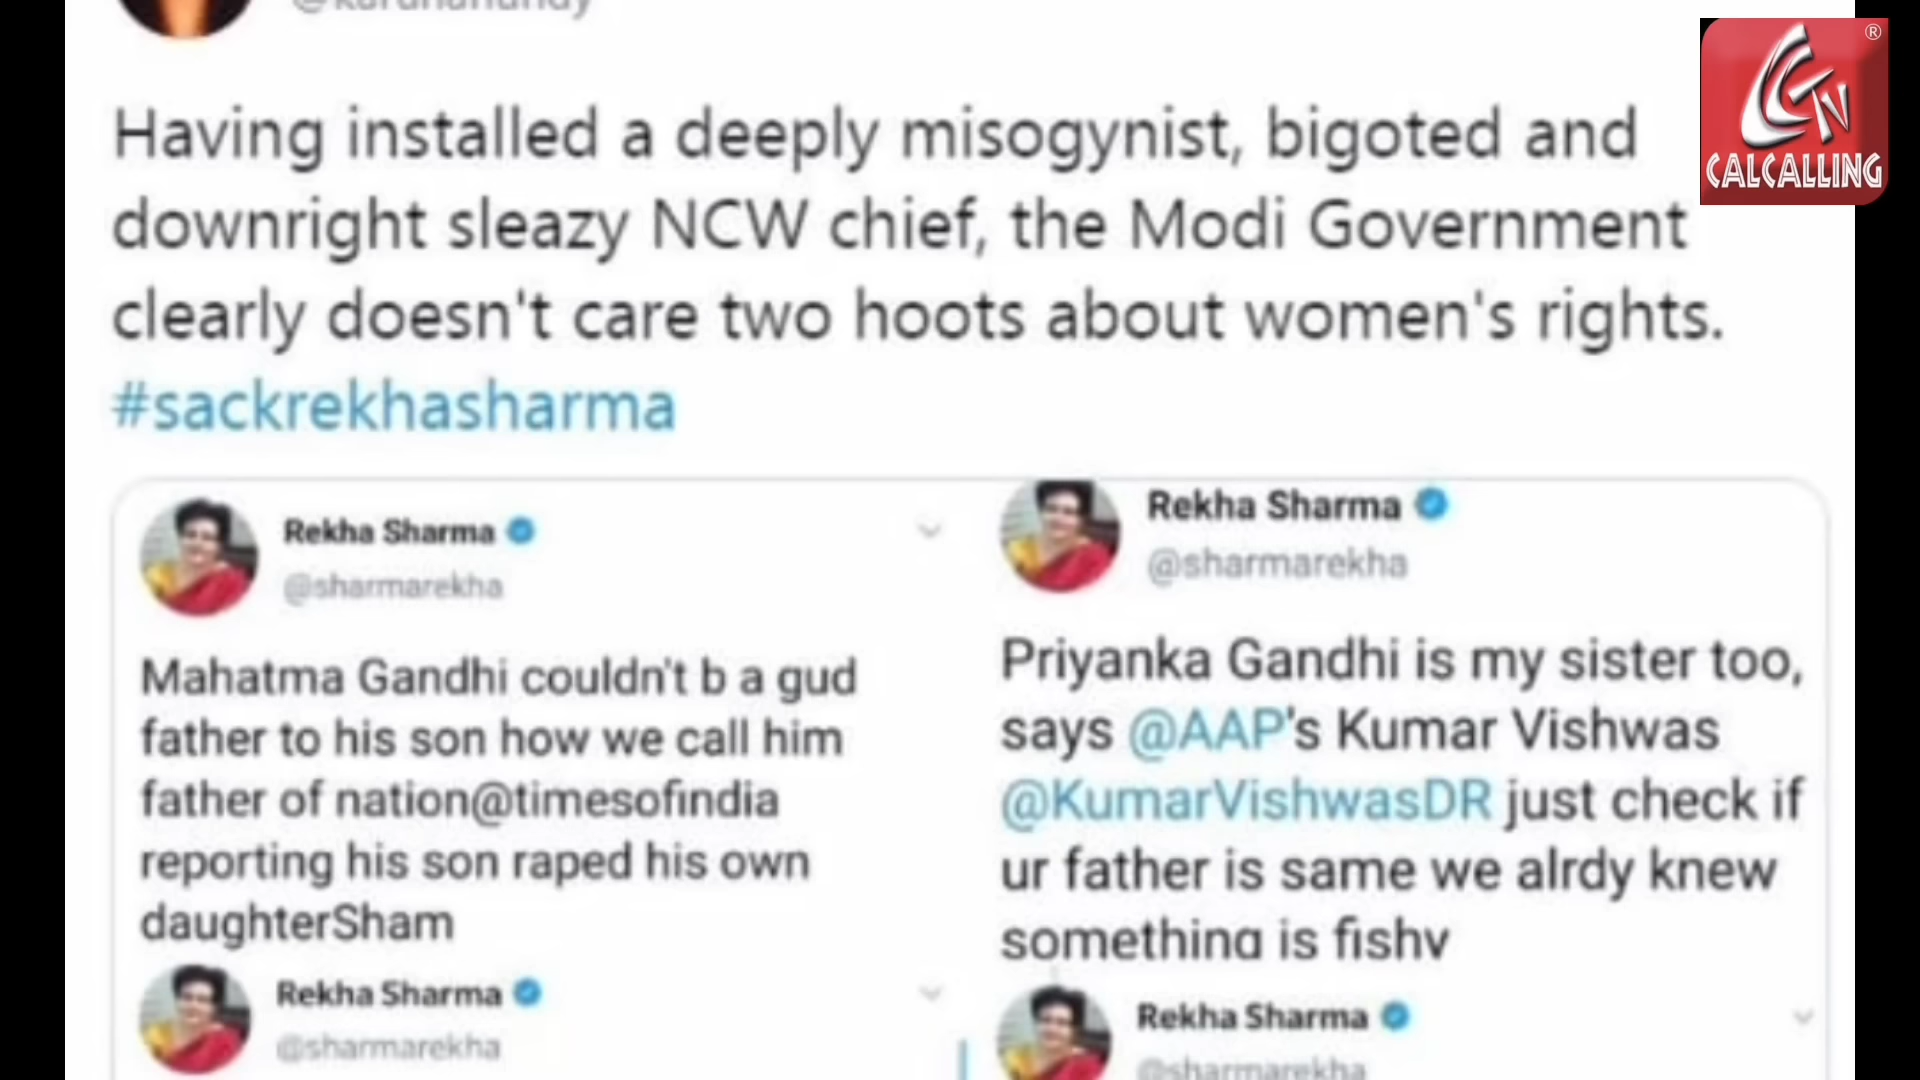 @karunanundy
Having installed a deeply misogynist, bigoted and
downright sleazy NCW chief, the Modi Government
clearly doesn't care two hoots about women's rights.
#sackrekhasharma
Rekha Sharma
@sharmarekha
Mahatma Gandhi couldn't b a gud
father to his son how we call him
father of nation@timesofindia
reporting his son raped his own
daughterSham
Rekha Sharma
@sharmarekha
Rekha Sharma
@sharmarekha
Priyanka Gandhi is my sister too,
says @AAP's Kumar Vishwas
@KumarVishwasDR just check if
ur father is same we alrdy knew
something is fishy
Rekha Sharma
@sharmarekha
CTN
CALCALLING
®